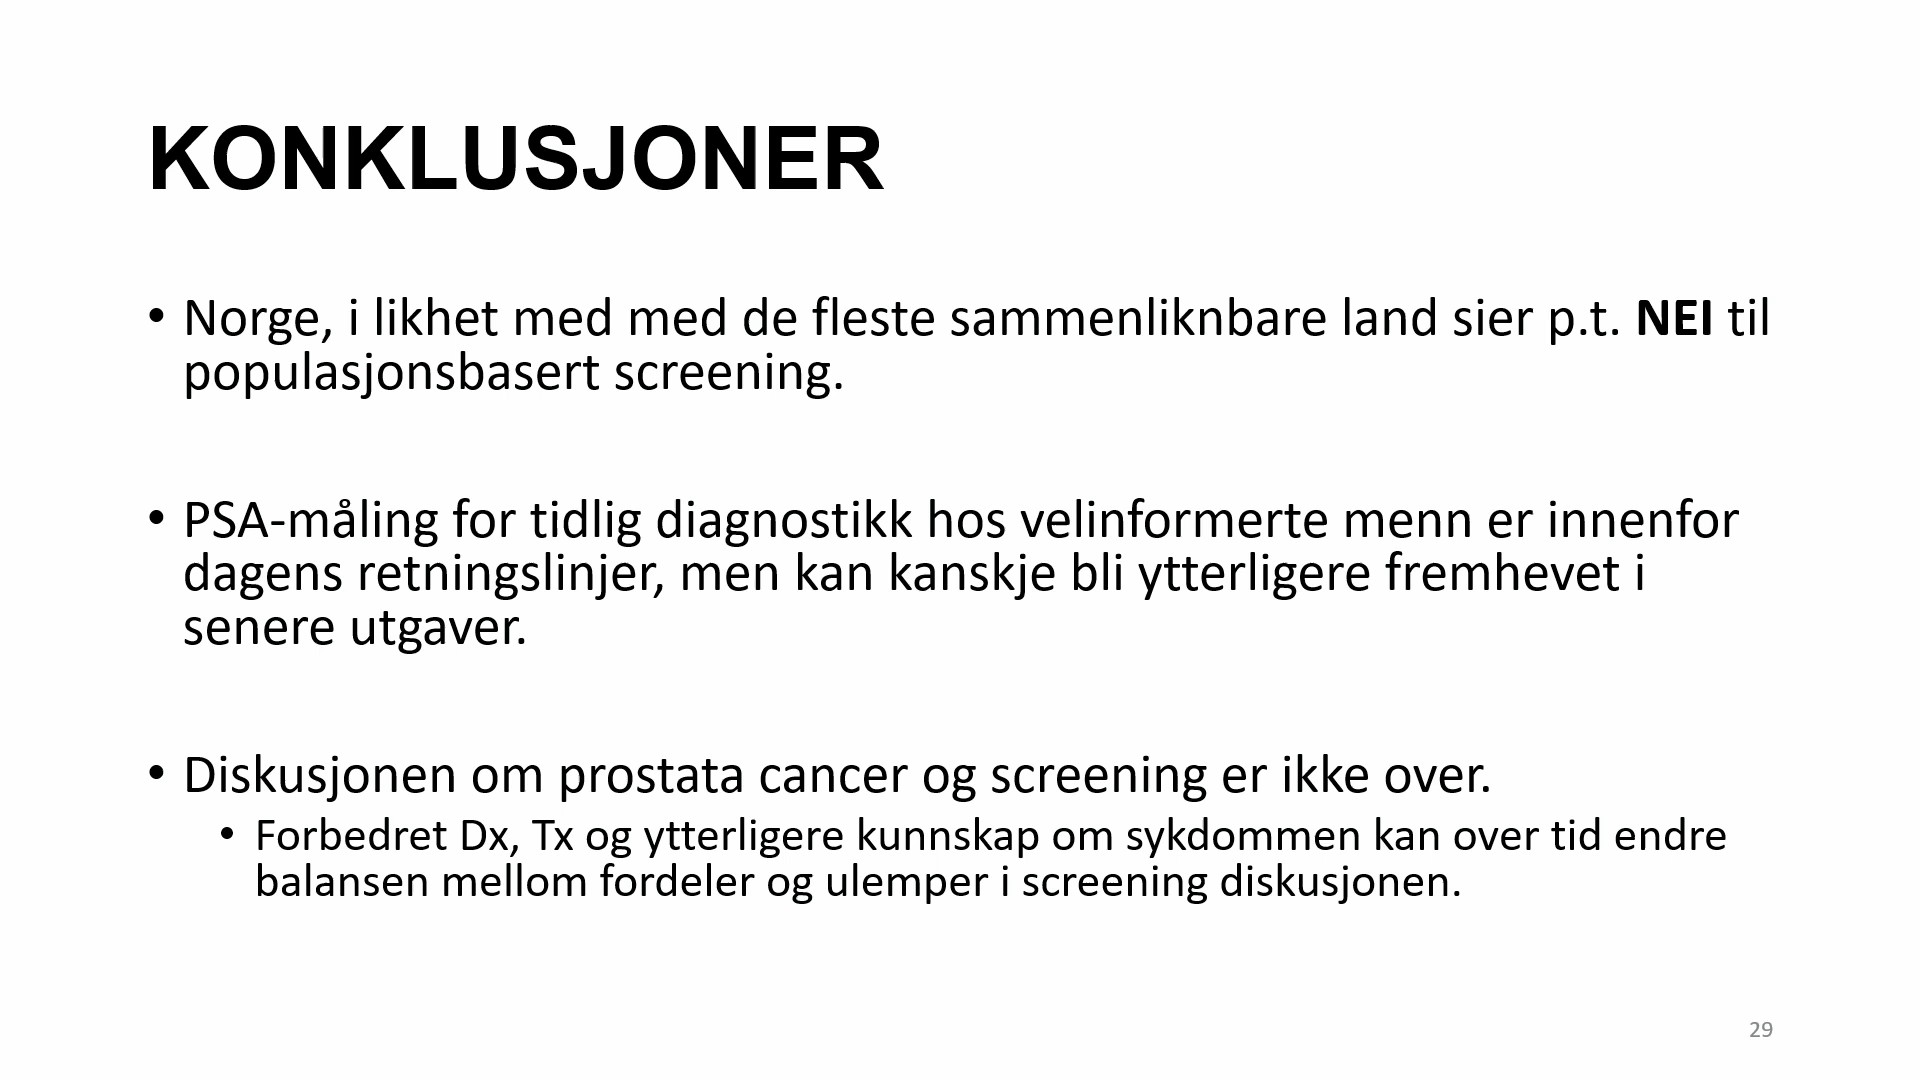 KONKLUSJONER
• Norge, i likhet med med de fleste sammenliknbare land sier p.t. NEI til
populasjonsbasert screening.
• PSA-måling for tidlig diagnostikk hos velinformerte menn er innenfor
dagens retningslinjer, men kan kanskje bli ytterligere fremhevet i
senere utgaver.
• Diskusjonen om prostata cancer og screening er ikke over.
• Forbedret Dx, Tx og ytterligere kunnskap om sykdommen kan over tid endre
balansen mellom fordeler og ulemper i screening diskusjonen.
29